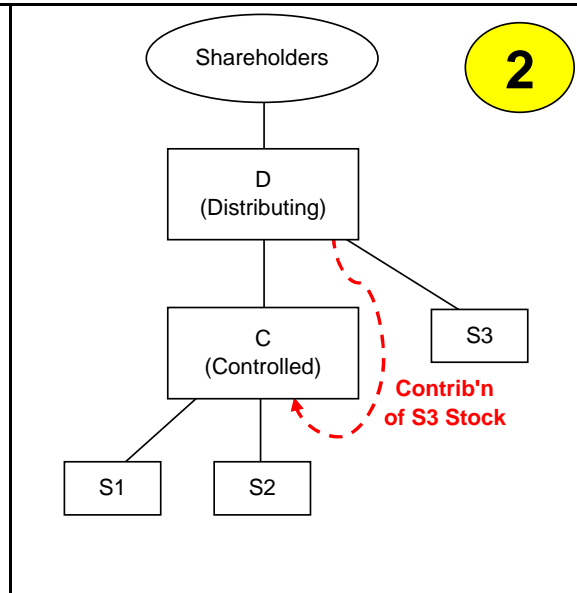 Shareholders
2
D
(Distributing)
S3
C
(Controlled)
Contrib'n
of S3 Stock
S1
S2